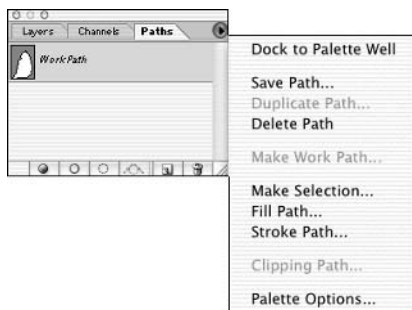 Layers Channels Paths
Work Path
Dock to Palette Well
Save Path...
Duplicate Path...
Delete Path
Make Work Path...
Make Selection...
Fill Path...
Stroke Path...
Clipping Path...
Palette Options...